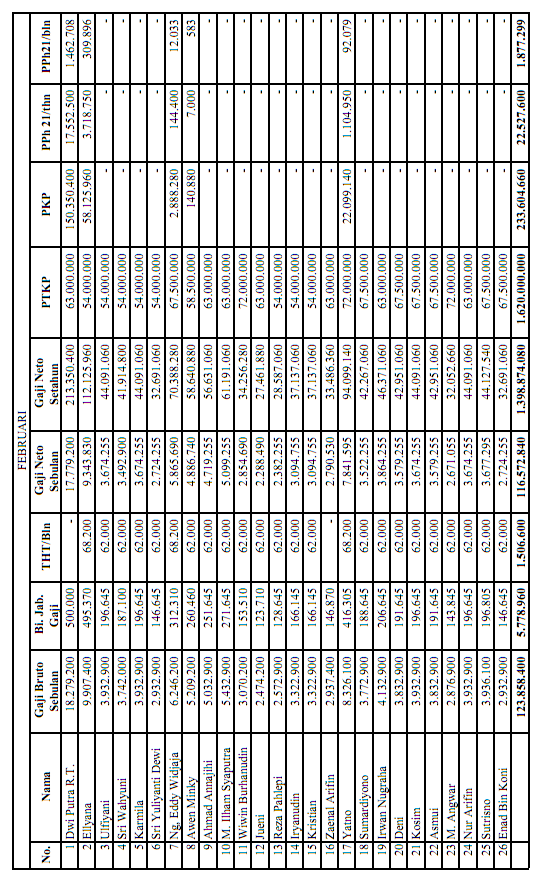 FEBRUARI
No. Nama Gaji Bruto Sebulan Bi. Jab. Gaji THT/Bln Gaji Neto Sebulan Gaji Neto Setahun PTKP PKP PPh 21/thn PPh21/bln
1 Dwi Putra R.T. 18.279.200 500.000 - 17.779.200 213.350.400 63.000.000 150.350.400 17.552.500 1.462.708
2 Ellyana 9.907.400 495.370 68.200 9.343.830 112.125.960 54.000.000 58.125.960 3.718.750 309.896
3 Ulfiyani 3.932.900 196.645 62.000 3.674.255 44.091.060 54.000.000 - - -
4 Sri Wahyuni 3.742.000 187.100 62.000 3.492.900 41.914.800 54.000.000 - - -
5 Karmila 3.932.900 196.645 62.000 3.674.255 44.091.060 54.000.000 - - -
6 Sri Yuliyanti Dewi 2.932.900 146.645 62.000 2.724.255 32.691.060 54.000.000 - - -
7 Ng. Eddy Widjaja 6.246.200 312.310 68.200 5.865.690 70.388.280 67.500.000 2.888.280 144.400 12.033
8 Awen Minky 5.209.200 260.460 62.000 4.886.740 58.640.880 58.500.000 140.880 7.000 583
9 Ahmad Annajihi 5.032.900 251.645 62.000 4.719.255 56.631.060 63.000.000 - - -
10 M. Ilham Syaputra 5.432.900 271.645 62.000 5.099.255 61.191.060 63.000.000 - - -
11 Wiwin Burhanudin 3.070.200 153.510 62.000 2.854.690 34.256.280 72.000.000 - - -
12 Jueni 2.474.200 123.710 62.000 2.288.490 27.461.880 63.000.000 - - -
13 Reza Pahlepi 2.572.900 128.645 62.000 2.382.255 28.587.060 54.000.000 - - -
14 Iryanudin 3.322.900 166.145 62.000 3.094.755 37.137.060 54.000.000 - - -
15 Kristian 3.322.900 166.145 62.000 3.094.755 37.137.060 54.000.000 - - -
16 Zaenal Arifin 2.937.400 146.870 - 2.790.530 33.486.360 63.000.000 - - -
17 Yatno 8.326.100 416.305 68.200 7.841.595 94.099.140 72.000.000 22.099.140 1.104.950 92.079
18 Sumardiyono 3.772.900 188.645 62.000 3.522.255 42.267.060 67.500.000 - - -
19 Irwan Nugraha 4.132.900 206.645 62.000 3.864.255 46.371.060 63.000.000 - - -
20 Deni 3.832.900 191.645 62.000 3.579.255 42.951.060 67.500.000 - - -
21 Kosim 3.932.900 196.645 62.000 3.674.255 44.091.060 67.500.000 - - -
22 Asmui 3.832.900 191.645 62.000 3.579.255 42.951.060 67.500.000 - - -
23 M. Angwar 2.876.900 143.845 62.000 2.671.055 32.052.660 72.000.000 - - -
24 Nur Arifin 3.932.900 196.645 62.000 3.674.255 44.091.060 63.000.000 - - -
25 Sutrisno 3.936.100 196.805 62.000 3.677.295 44.127.540 67.500.000 - - -
26 Enad Bin Koni 2.932.900 146.645 62.000 2.724.255 32.691.060 67.500.000 - - -
123.858.400 5.778.960 1.506.600 116.572.840 1.398.874.080 1.620.000.000 233.604.660 22.527.600 1.877.299